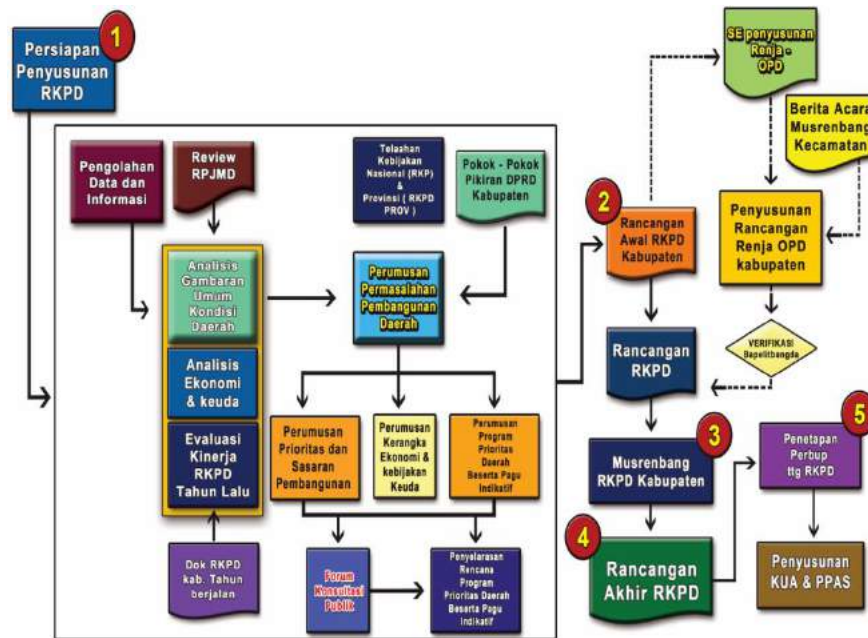 1
Persiapan
Penyusunan
RKPD
Pengolahan
Data dan
Informasi
Review
RPJMD
Telaahan
Kebijakan
Nasional (RKP)
&
Provinsi ( RKPD
PROV )
Pokok - Pokok
Pikiran DPRD
Kabupaten
Analisis
Gambaran
Umum
Kondisi
Daerah
Analisis
Ekonomi
& keuda
Evaluasi
Kinerja
RKPD
Tahun Lalu
Dok RKPD
kab. Tahun
berjalan
Perumusan
Permasalahan
Pembangunan
Daerah
Perumusan
Prioritas dan
Sasaran
Pembangunan
Perumusan
Kerangka
Ekonomi &
kebijakan
Keuda
Perumusan
Program
Prioritas
Daerah
Beserta Pagu
Indikatif
Forum
Konsultasi
Publik
Penyelarasan
Rencana
Program
Prioritas Daerah
Beserta Pagu
Indikatif
2
Rancangan
Awal RKPD
Kabupaten
SE penyusunan
Renja -
OPD
Berita Acara
Musrenbang
Kecamatan
Penyusunan
Rancangan
Renja OPD
kabupaten
VERIFIKASI
Bapelitbangda
Rancangan
RKPD
3
Musrenbang
RKPD Kabupaten
4
Rancangan
Akhir RKPD
5
Penetapan
Perbup
ttg RKPD
Penyusunan
KUA & PPAS